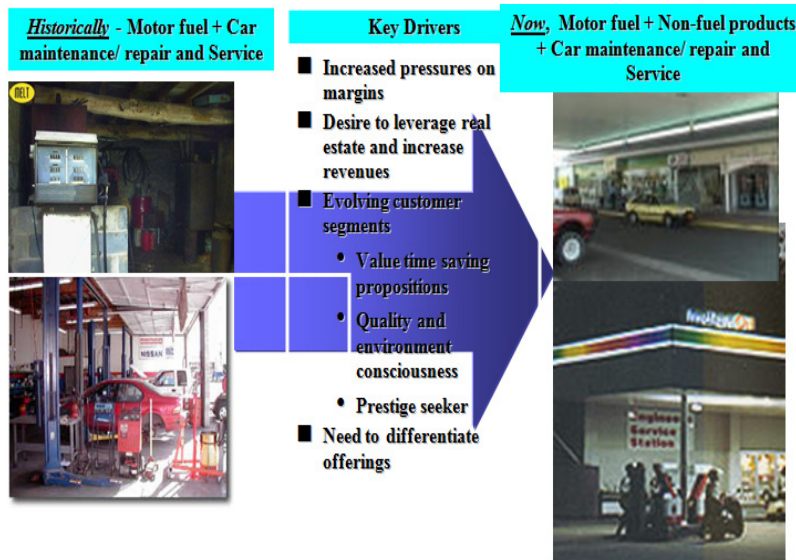 Historically - Motor fuel + Car
maintenance/ repair and Service
MELT
NISSAN
Key Drivers
■ Increased pressures on
margins
■ Desire to leverage real
estate and increase
revenues
■ Evolving customer
segments
• Value time saving
propositions
• Quality and
environment
consciousness
• Prestige seeker
■ Need to differentiate
offerings
Now, Motor fuel + Non-fuel products
+ Car maintenance/ repair and
Service
Engineen
Service
Station